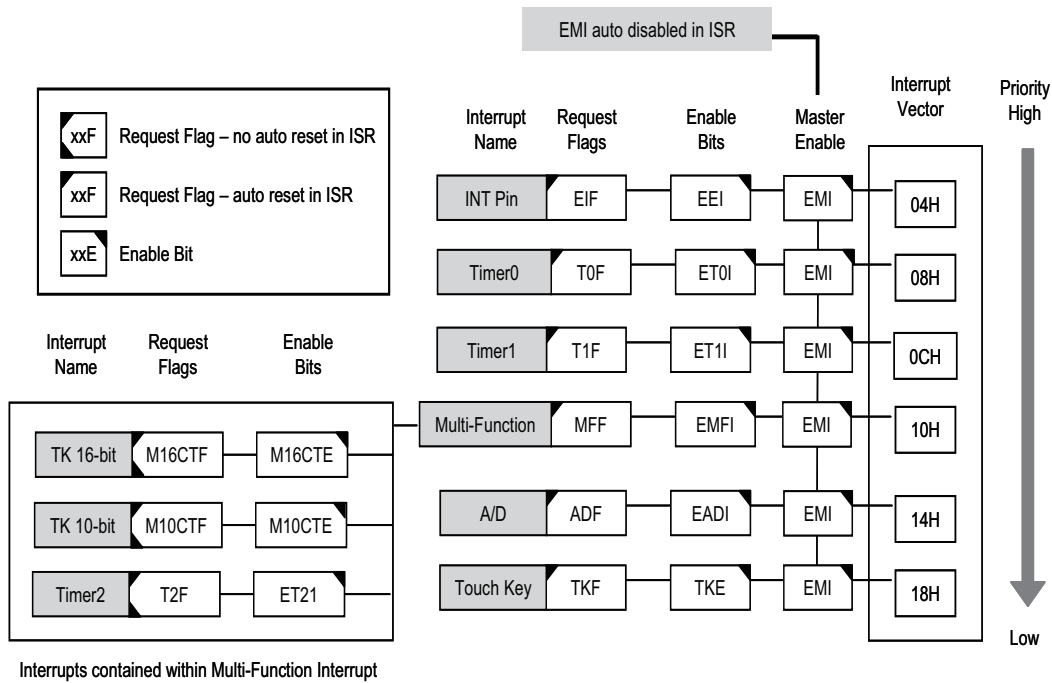 EMI auto disabled in ISR
xxF Request Flag – no auto reset in ISR
xxF Request Flag – auto reset in ISR
xxE Enable Bit
Interrupt Name
Request Flags
Enable Bits
Master Enable
Interrupt Vector
Priority High
INT Pin EIF EEI EMI 04H
Timer0 T0F ET0I EMI 08H
Timer1 T1F ET1I EMI 0CH
Multi-Function MFF EMFI EMI 10H
A/D ADF EADI EMI 14H
Touch Key TKF TKE EMI 18H
Low
Interrupt Name
Request Flags
Enable Bits
TK 16-bit M16CTF M16CTE
TK 10-bit M10CTF M10CTE
Timer2 T2F ET21
Interrupts contained within Multi-Function Interrupt